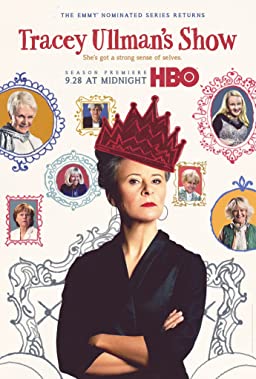 THE EMMY® NOMINATED SERIES RETURNS
Tracey Ullman's Show
She's got a strong sense of selves.
SEASON PREMIERE
9.28 AT MIDNIGHT
HBO